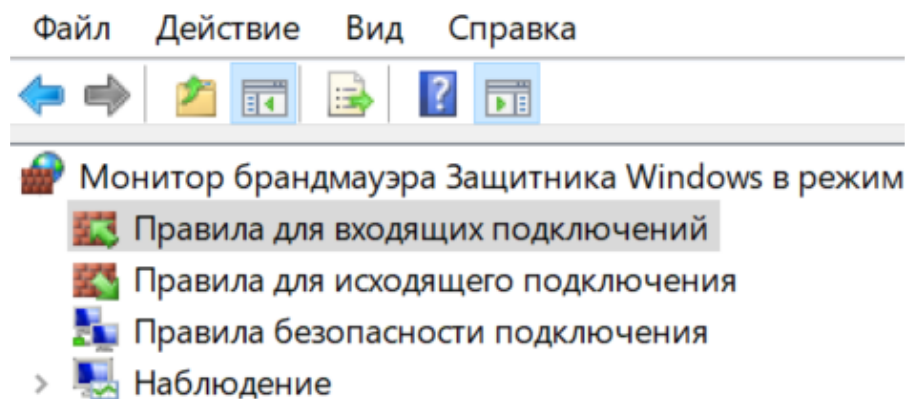 Файл Действие Вид Справка
Монитор брандмауэра Защитника Windows в режим
Правила для входящих подключений
Правила для исходящего подключения
Правила безопасности подключения
Наблюдение